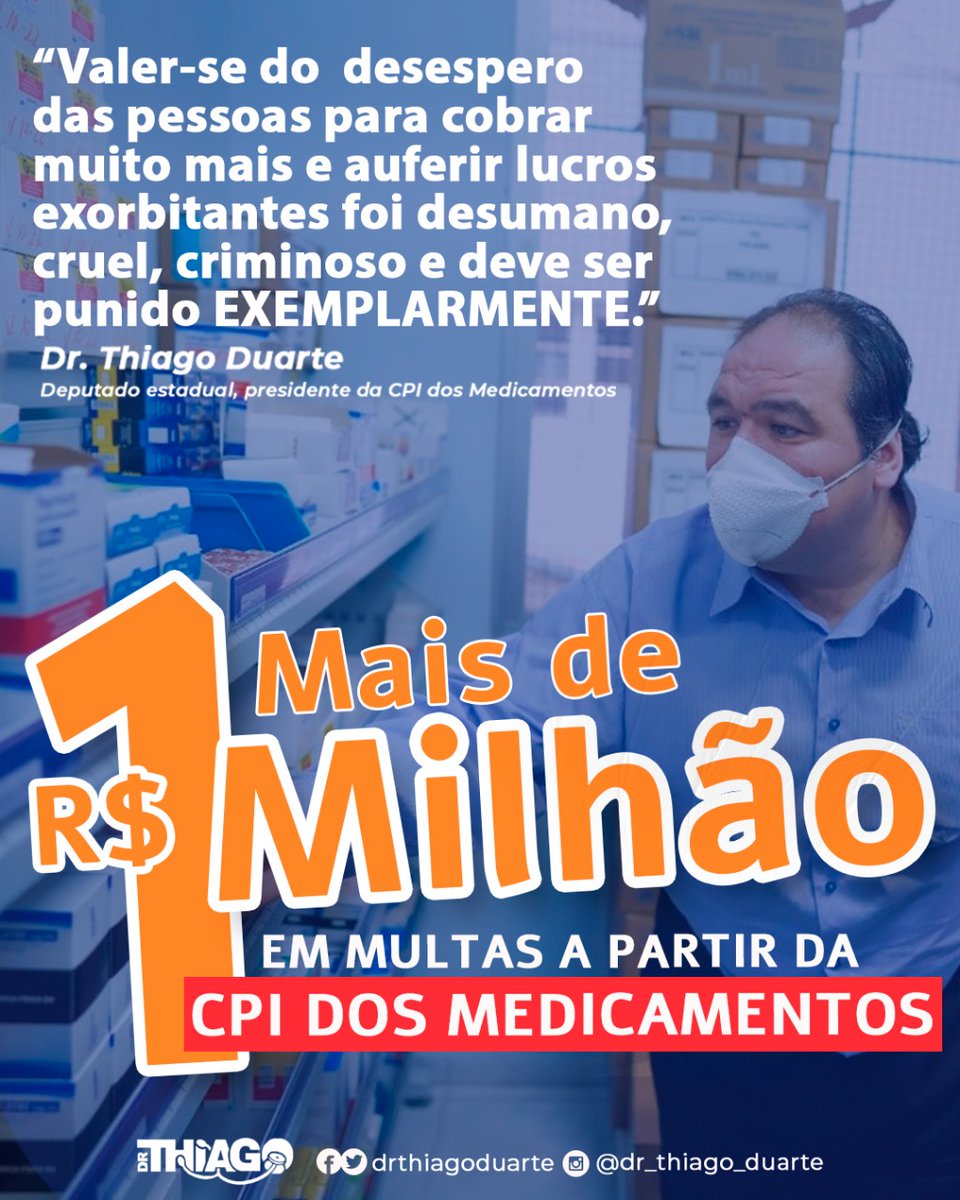 “Valer-se do desespero
das pessoas para cobrar
muito mais e auferir lucros
exorbitantes foi desumano,
cruel, criminoso e deve ser
punido EXEMPLARMENTE.”
Dr. Thiago Duarte
Deputado estadual, presidente da CPI dos Medicamentos
Mais de
R$ 1 Milhão
EM MULTAS A PARTIR DA
CPI DOS MEDICAMENTOS
DR THIAGO
drthiagoduarte @dr_thiago_duarte